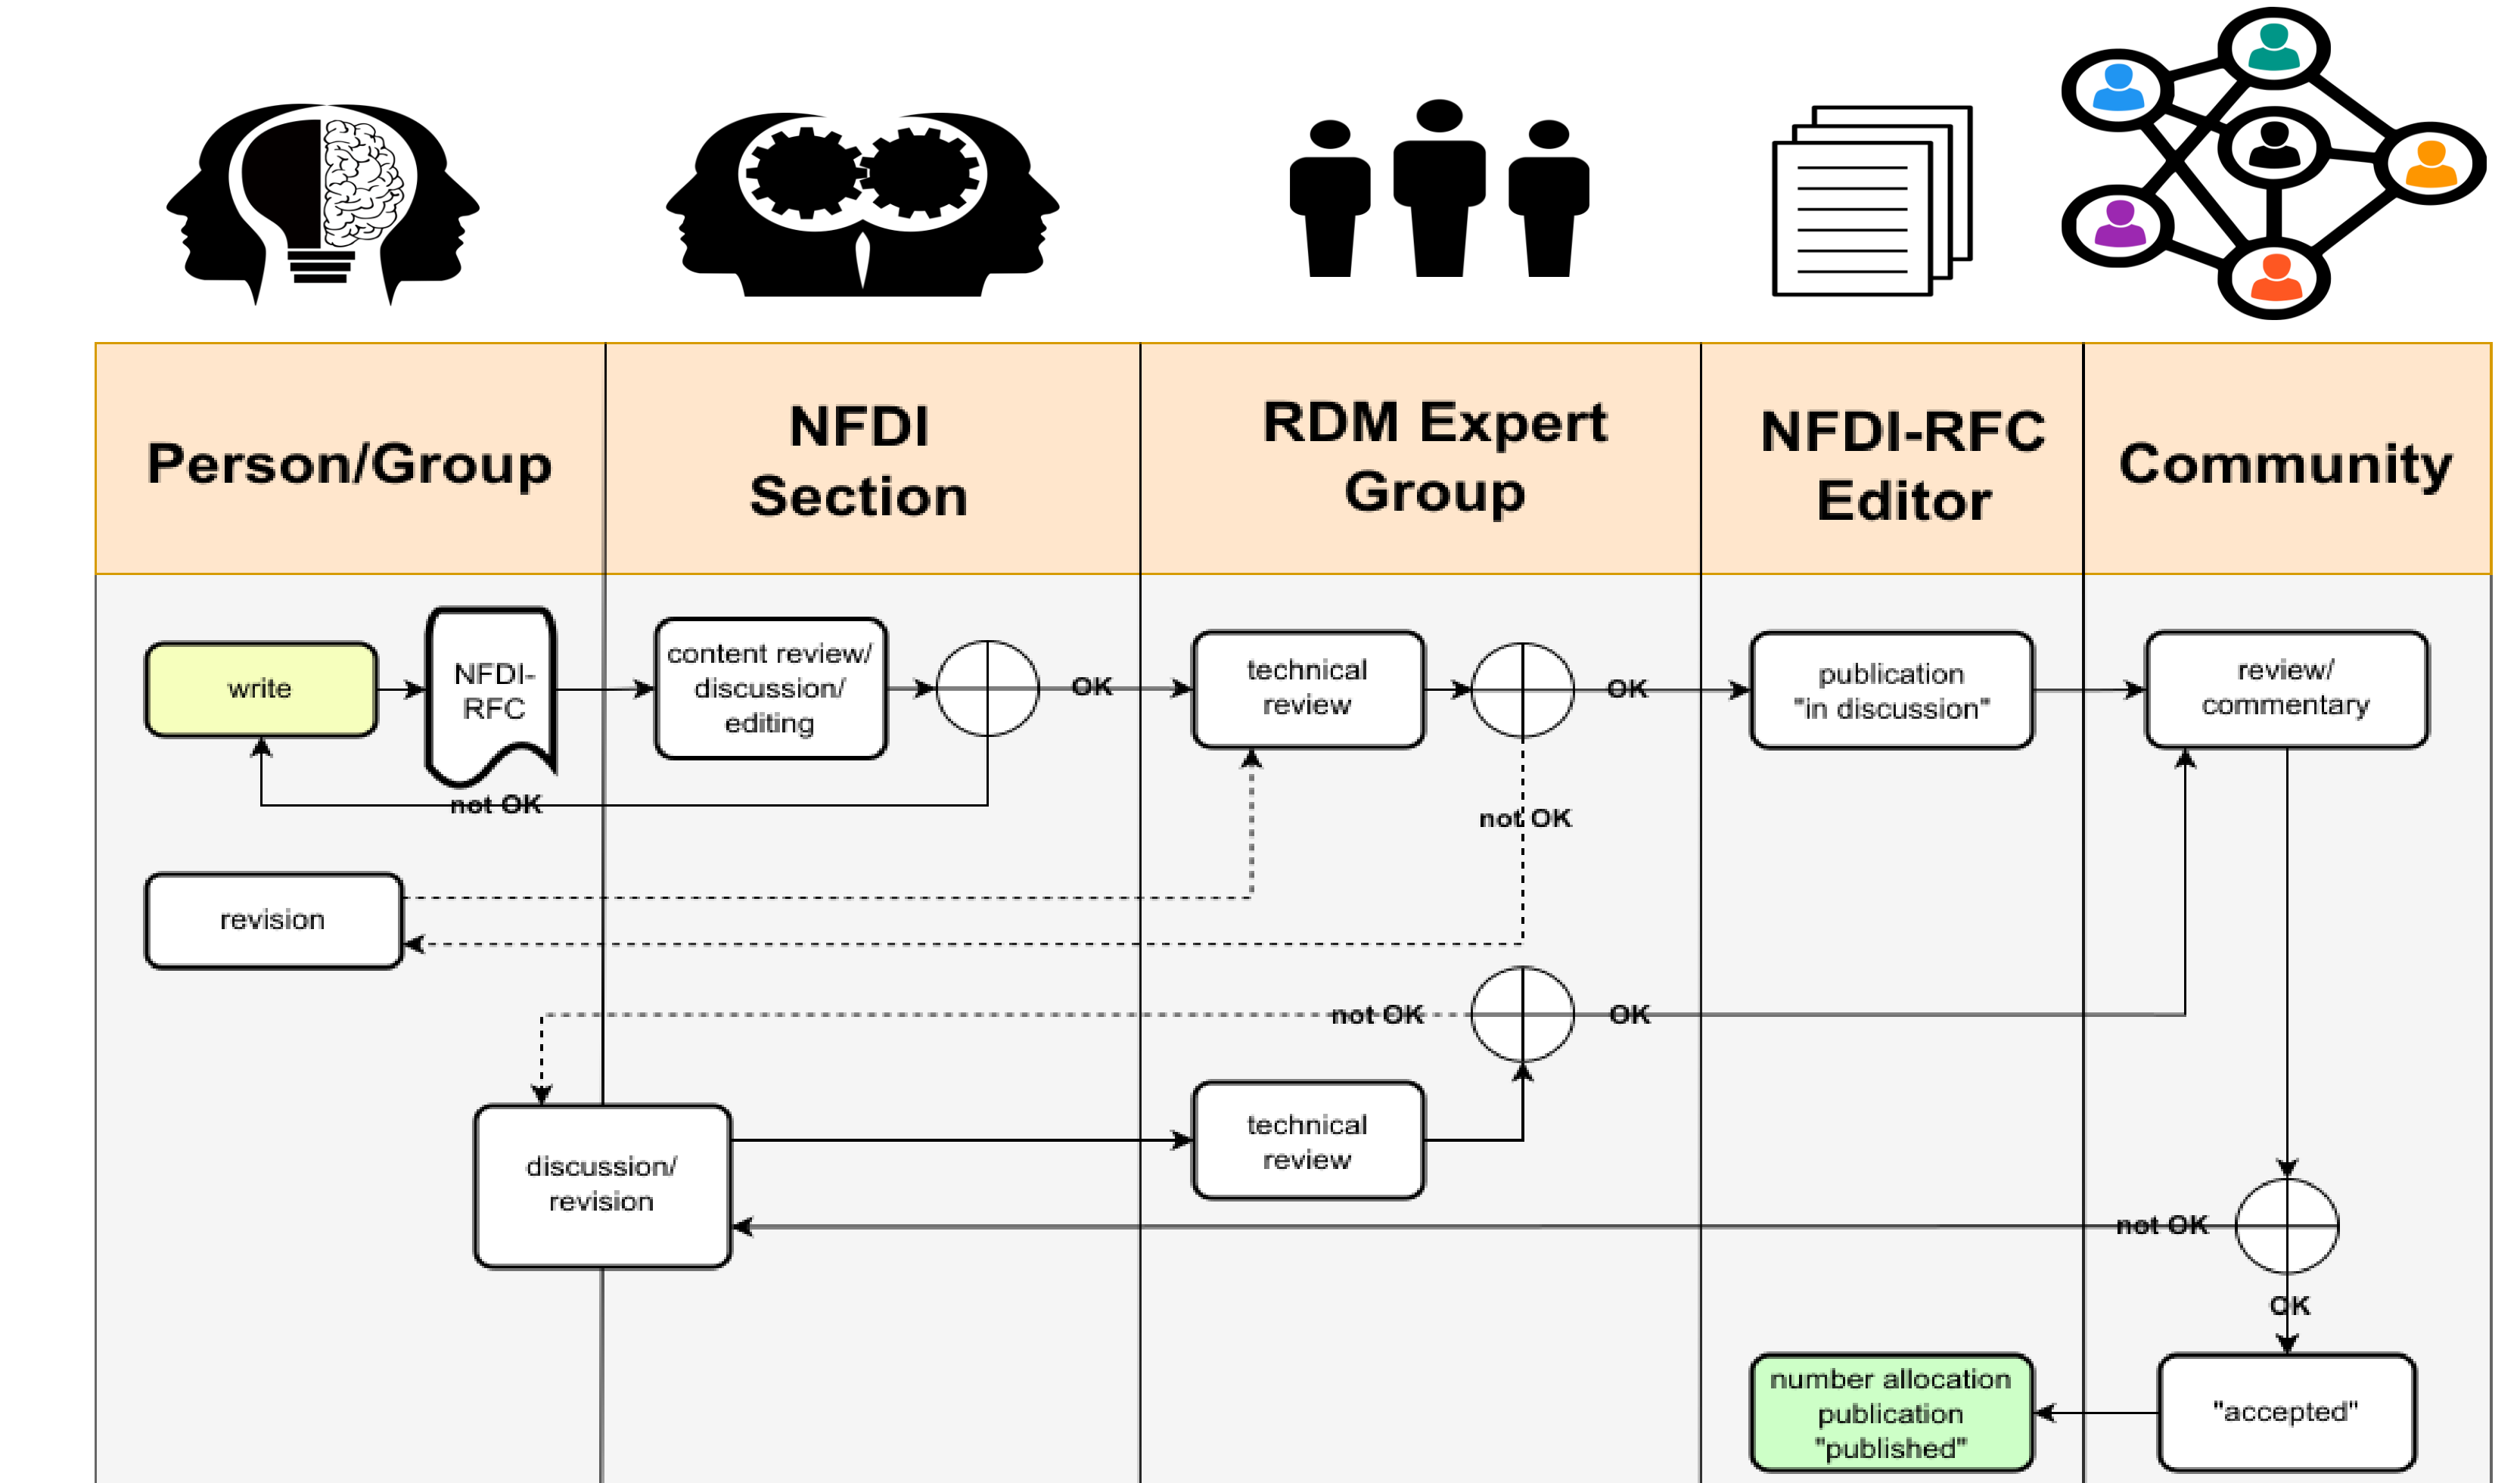 Person/Group
NFDI
Section
RDM Expert
Group
NFDI-RFC
Editor
Community
write
NFDI-
RFC
content review/
discussion/
editing
OK
technical
review
OK
publication
"in discussion"
review/
commentary
not OK
not OK
revision
not OK
OK
discussion/
revision
technical
review
not OK
OK
number allocation
publication
"published"
"accepted"